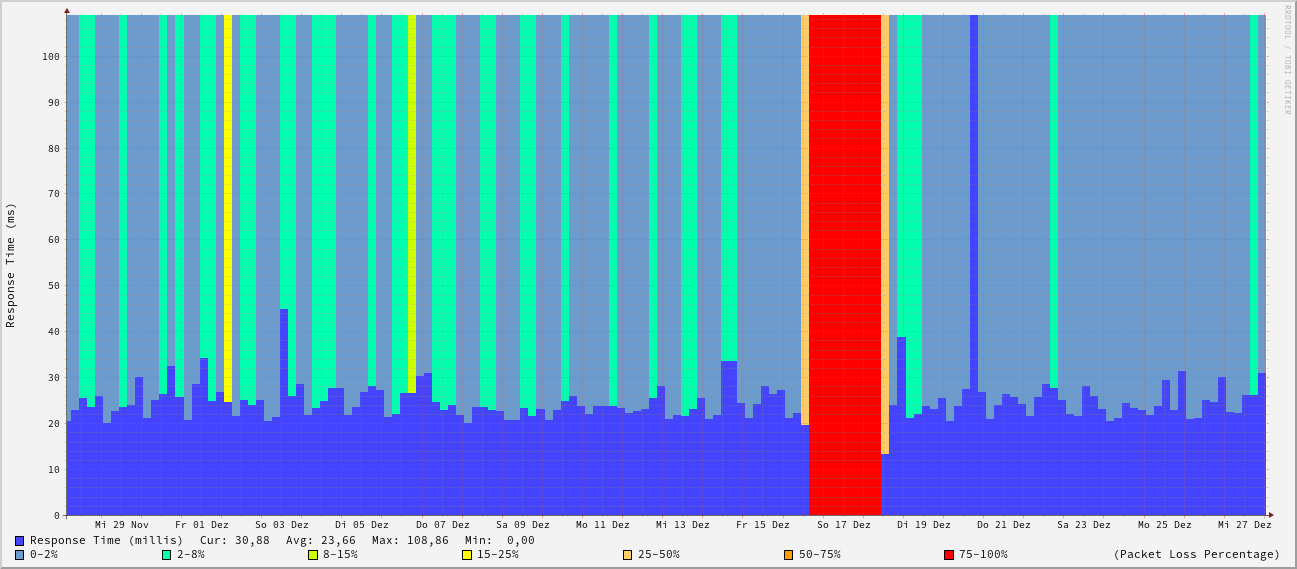 RRDTOOL / TOBI OETIKER
Response Time (ms)
100
90
80
70
60
50
40
30
20
10
0
Mi 29 Nov Fr 01 Dez So 03 Dez Di 05 Dez Do 07 Dez Sa 09 Dez Mo 11 Dez Mi 13 Dez Fr 15 Dez So 17 Dez Di 19 Dez Do 21 Dez Sa 23 Dez Mo 25 Dez Mi 27 Dez
Response Time (millis) Cur: 30,88 Avg: 23,66 Max: 108,86 Min: 0,00
0-2% 2-8% 8-15% 15-25% 25-50% 50-75% 75-100% (Packet Loss Percentage)